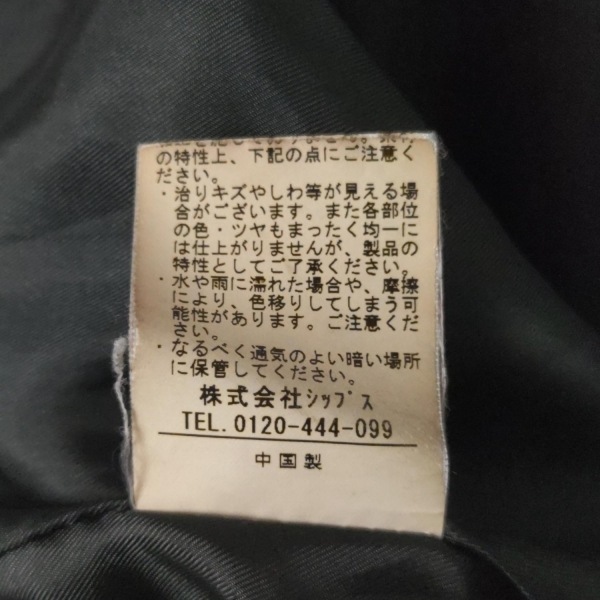 の特性上、下記の点にご注意く
ださい。
・治りキズやしわ等が見える場
合がございます。また各部位
の色・ツヤもまったく均一に
は仕上がりませんが、製品の
特性としてご了承ください。
・水や雨に濡れた場合や、摩擦
により、色移りしてしまう可
能性があります。ご注意くだ
さい。
・なるべく通気のよい暗い場所
に保管してください。
株式会社シップス
TEL. 0120-444-099
中国製